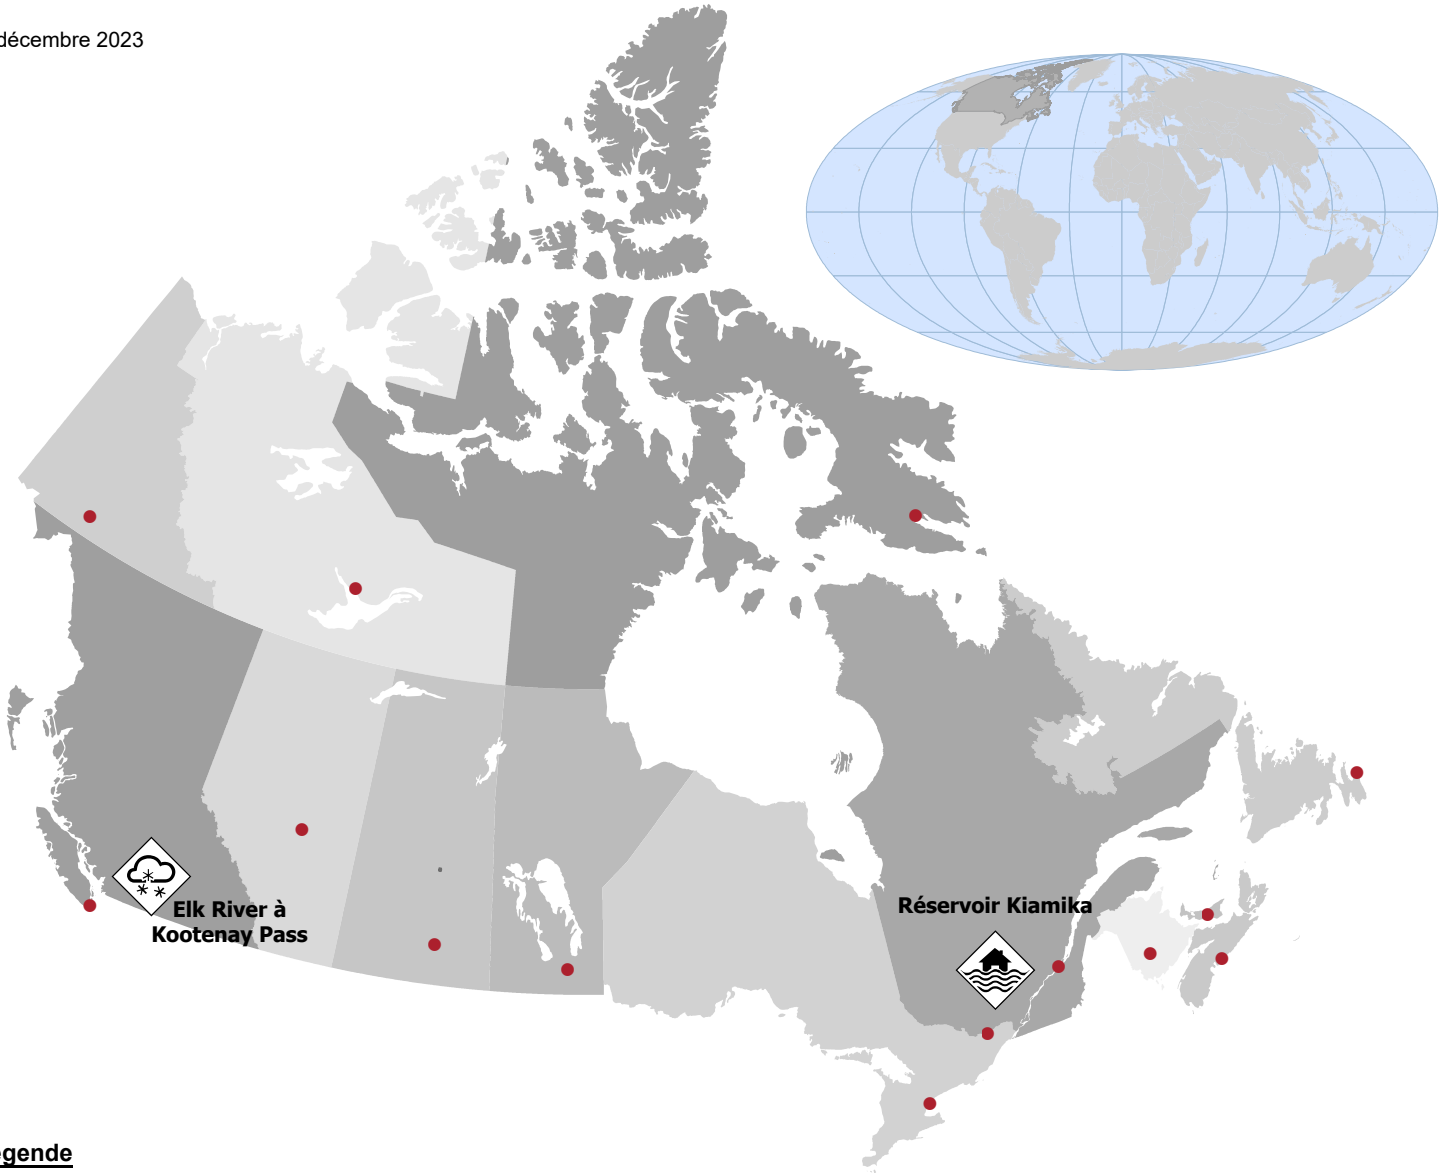 décembre 2023
Elk River à
Kootenay Pass
Réservoir Kiamika
égende